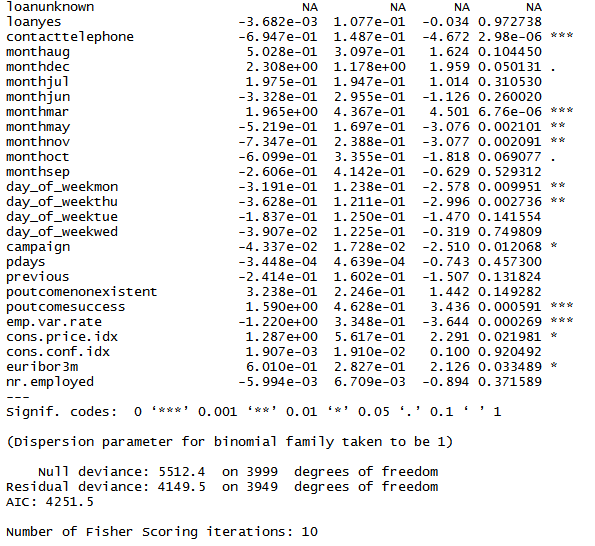 loanunknown NA NA NA NA
loanyes -3.682e-03 1.077e-01 -0.034 0.972738
contacttelephone -6.947e-01 1.487e-01 -4.672 2.98e-06 ***
monthaug 5.028e-01 3.097e-01 1.624 0.104450
monthdec 2.308e+00 1.178e+00 1.959 0.050131 .
monthjul 1.975e-01 1.947e-01 1.014 0.310530
monthjun -3.328e-01 2.955e-01 -1.126 0.260020
monthmar 1.965e+00 4.367e-01 4.501 6.76e-06 ***
monthmay -5.219e-01 1.697e-01 -3.076 0.002101 **
monthnov -7.347e-01 2.388e-01 -3.077 0.002091 **
monthoct -6.099e-01 3.355e-01 -1.818 0.069077 .
monthsep -2.606e-01 4.142e-01 -0.629 0.529312
day_of_weekmon -3.191e-01 1.238e-01 -2.578 0.009951 **
day_of_weekthu -3.628e-01 1.211e-01 -2.996 0.002736 **
day_of_weektue -1.837e-01 1.250e-01 -1.470 0.141554
day_of_weekwed -3.907e-02 1.225e-01 -0.319 0.749809
campaign -4.337e-02 1.728e-02 -2.510 0.012068 *
pdays -3.448e-04 4.639e-04 -0.743 0.457300
previous -2.414e-01 1.602e-01 -1.507 0.131824
poutcomenonexistent 3.238e-01 2.246e-01 1.442 0.149282
poutcomesuccess 1.590e+00 4.628e-01 3.436 0.000591 ***
emp.var.rate -1.220e+00 3.348e-01 -3.644 0.000269 ***
cons.price.idx 1.287e+00 5.617e-01 2.291 0.021981 *
cons.conf.idx 1.907e-03 1.910e-02 0.100 0.920492
euribor3m 6.010e-01 2.827e-01 2.126 0.033489 *
nr.employed -5.994e-03 6.709e-03 -0.894 0.371589
---
Signif. codes: 0 ‘***’ 0.001 ‘**’ 0.01 ‘*’ 0.05 ‘.’ 0.1 ‘ ’ 1
(Dispersion parameter for binomial family taken to be 1)
Null deviance: 5512.4 on 3999 degrees of freedom
Residual deviance: 4149.5 on 3949 degrees of freedom
AIC: 4251.5
Number of Fisher Scoring iterations: 10